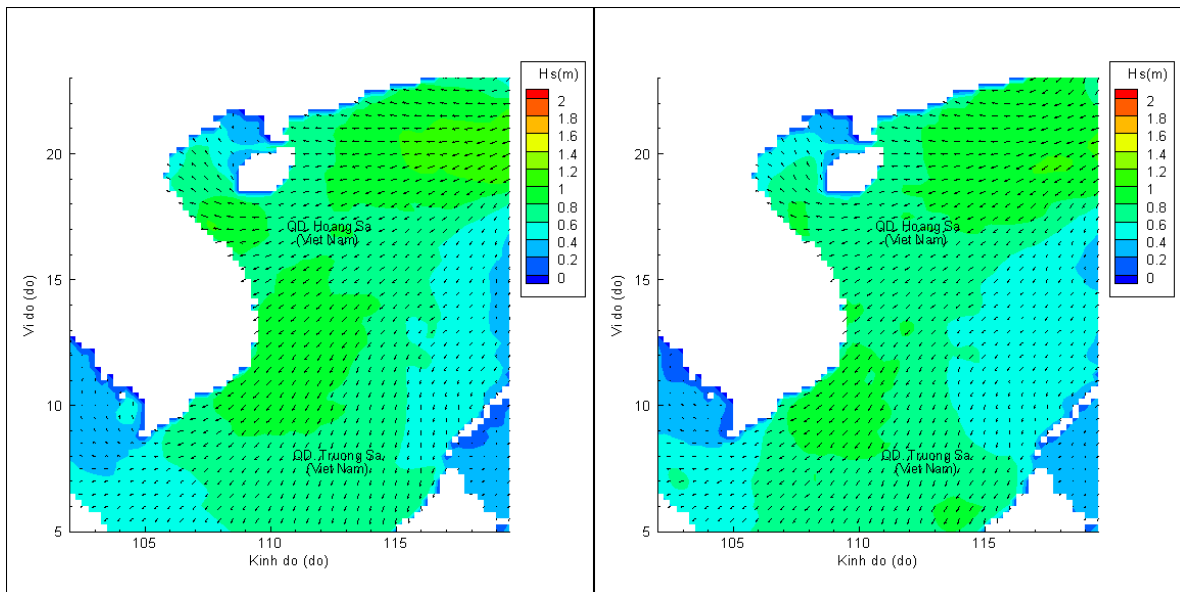 Hs(m)
2
1.8
1.6
1.4
1.2
1
0.8
0.6
0.4
0.2
0
20
15
10
5
Vi do (do)
QD. Hoang Sa
(Viet Nam)
QD. Truong Sa
(Viet Nam)
105
110
115
Kinh do (do)
Hs(m)
2
1.8
1.6
1.4
1.2
1
0.8
0.6
0.4
0.2
0
20
15
10
5
Vi do (do)
QD. Hoang Sa
(Viet Nam)
QD. Truong Sa
(Viet Nam)
105
110
115
Kinh do (do)